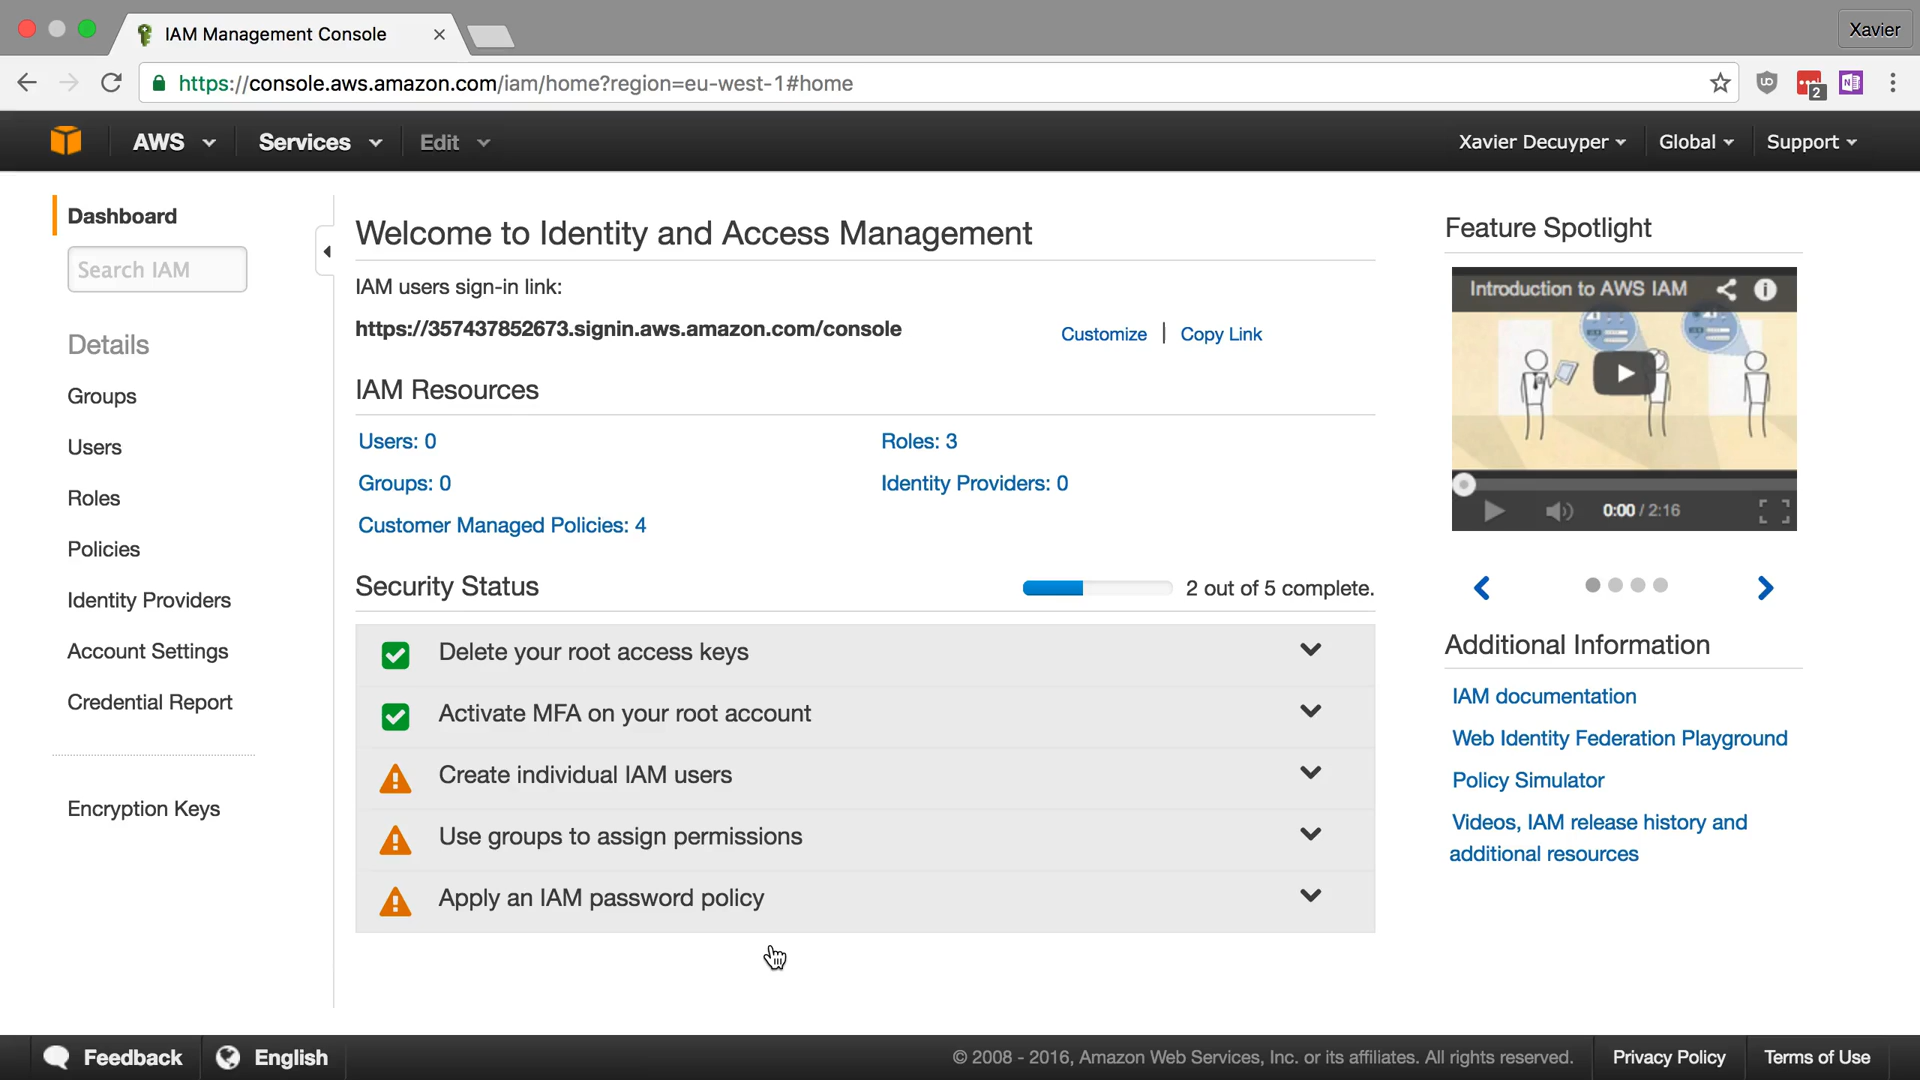 IAM Management Console
Xavier
https://console.aws.amazon.com/iam/home?region=eu-west-1#home
2
AWS
Services
Edit
Xavier Decuyper
Global
Support
Dashboard
Search IAM
Details
Groups
Users
Roles
Policies
Identity Providers
Account Settings
Credential Report
Encryption Keys
Welcome to Identity and Access Management
IAM users sign-in link:
https://357437852673.signin.aws.amazon.com/console
Customize | Copy Link
IAM Resources
Users: 0
Roles: 3
Groups: 0
Identity Providers: 0
Customer Managed Policies: 4
Security Status
2 out of 5 complete.
Delete your root access keys
Activate MFA on your root account
Create individual IAM users
Use groups to assign permissions
Apply an IAM password policy
Feature Spotlight
Introduction to AWS IAM
0:00 / 2:16
Additional Information
IAM documentation
Web Identity Federation Playground
Policy Simulator
Videos, IAM release history and
additional resources
Feedback
English
© 2008 - 2016, Amazon Web Services, Inc. or its affiliates. All rights reserved.
Privacy Policy
Terms of Use